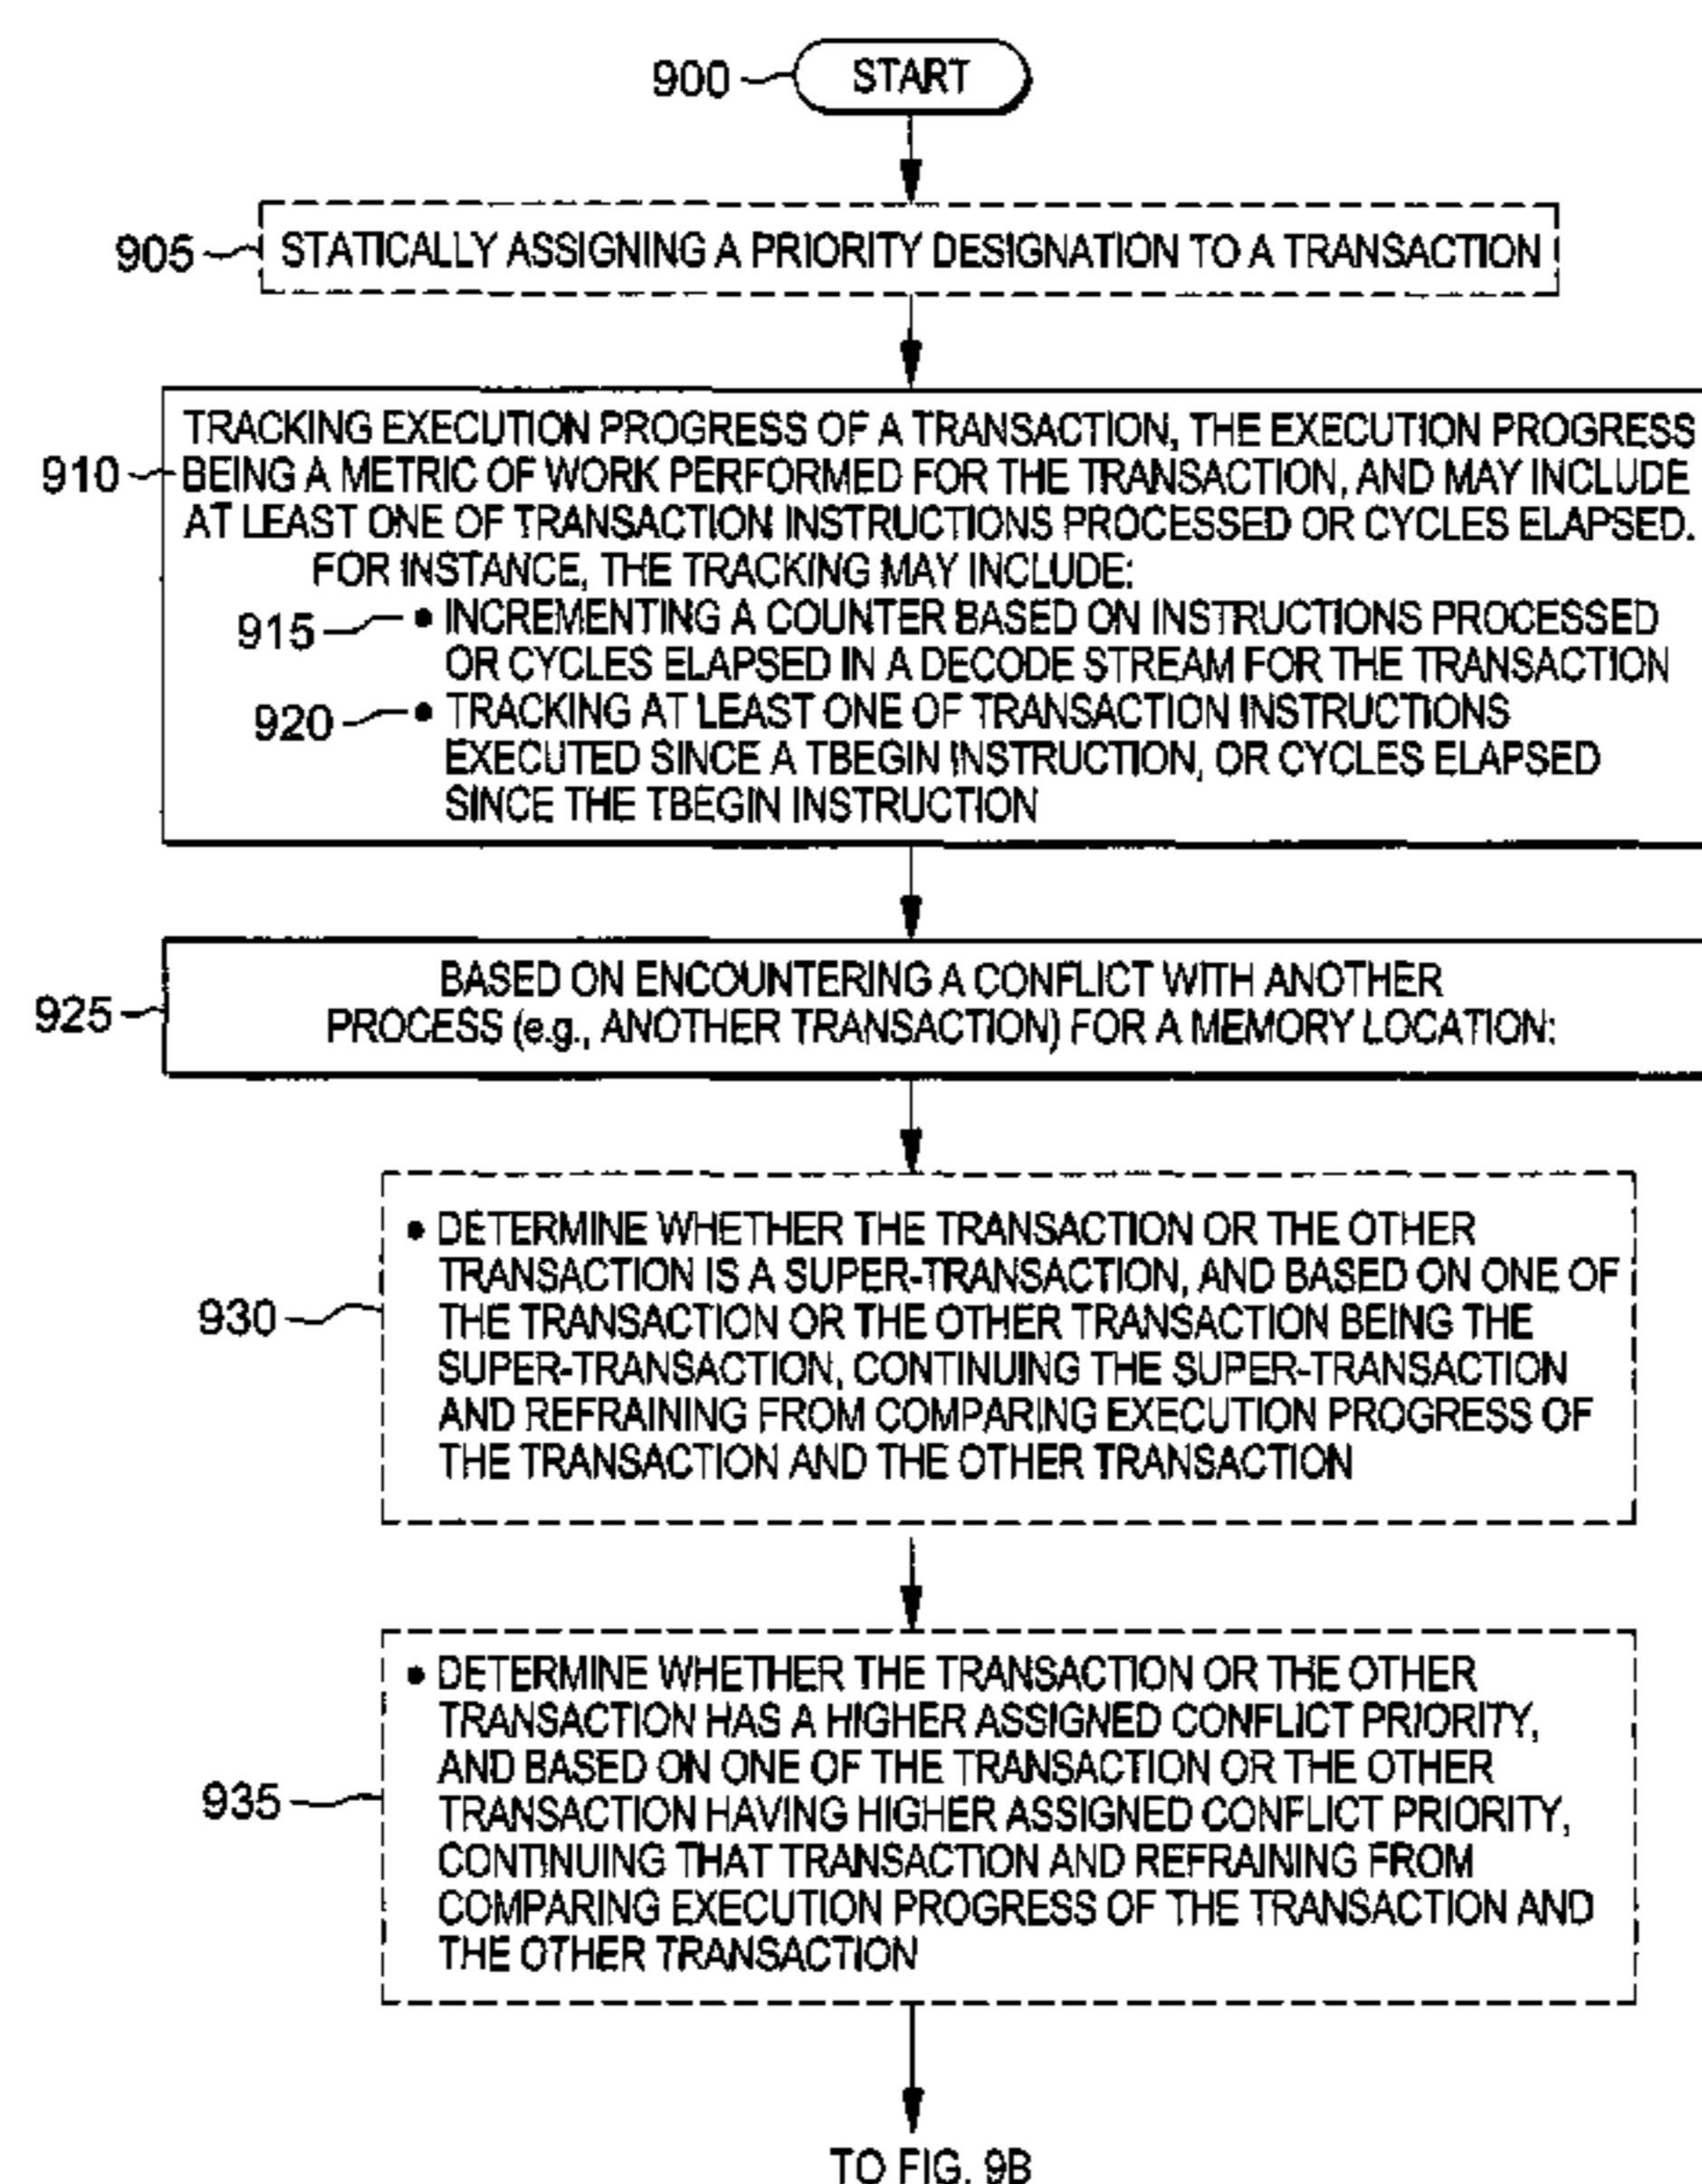 900
START
905
STATICALLY ASSIGNING A PRIORITY DESIGNATION TO A TRANSACTION
TRACKING EXECUTION PROGRESS OF A TRANSACTION, THE EXECUTION PROGRESS
910
BEING A METRIC OF WORK PERFORMED FOR THE TRANSACTION, AND MAY INCLUDE
AT LEAST ONE OF TRANSACTION INSTRUCTIONS PROCESSED OR CYCLES ELAPSED.
FOR INSTANCE, THE TRACKING MAY INCLUDE:
915
• INCREMENTING A COUNTER BASED ON INSTRUCTIONS PROCESSED
OR CYCLES ELAPSED IN A DECODE STREAM FOR THE TRANSACTION
920
• TRACKING AT LEAST ONE OF TRANSACTION INSTRUCTIONS
EXECUTED SINCE A TBEGIN INSTRUCTION, OR CYCLES ELAPSED
SINCE THE TBEGIN INSTRUCTION
925
BASED ON ENCOUNTERING A CONFLICT WITH ANOTHER
PROCESS (e.g., ANOTHER TRANSACTION) FOR A MEMORY LOCATION:
930
• DETERMINE WHETHER THE TRANSACTION OR THE OTHER
TRANSACTION IS A SUPER-TRANSACTION, AND BASED ON ONE OF
THE TRANSACTION OR THE OTHER TRANSACTION BEING THE
SUPER-TRANSACTION, CONTINUING THE SUPER-TRANSACTION
AND REFRAINING FROM COMPARING EXECUTION PROGRESS OF
THE TRANSACTION AND THE OTHER TRANSACTION
935
• DETERMINE WHETHER THE TRANSACTION OR THE OTHER
TRANSACTION HAS A HIGHER ASSIGNED CONFLICT PRIORITY,
AND BASED ON ONE OF THE TRANSACTION OR THE OTHER
TRANSACTION HAVING HIGHER ASSIGNED CONFLICT PRIORITY,
CONTINUING THAT TRANSACTION AND REFRAINING FROM
COMPARING EXECUTION PROGRESS OF THE TRANSACTION AND
THE OTHER TRANSACTION
TO FIG. 9B